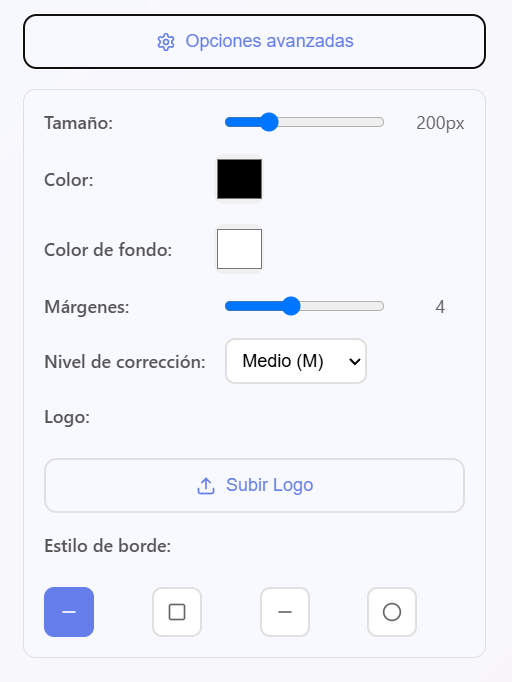 Opciones avanzadas
Tamaño: 200px
Color:
Color de fondo:
Márgenes: 4
Nivel de corrección: Medio (M)
Logo:
Subir Logo
Estilo de borde: